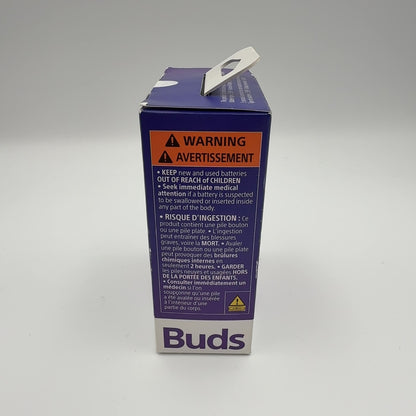 WARNING
AVERTISSEMENT
• KEEP new and used batteries
OUT OF REACH of CHILDREN
• Seek immediate medical
attention if a battery is suspected
to be swallowed or inserted inside
any part of the body.
• RISQUE D'INGESTION : Ce
produit contient une pile bouton
ou une pile plate. • L'ingestion
peut entraîner des blessures
graves, voire la MORT. • Avaler
une pile bouton ou une pile plate
peut provoquer des brûlures
chimiques internes en
seulement 2 heures. • GARDER
les piles neuves et usagées HORS
DE LA PORTÉE DES ENFANTS.
• Consulter immédiatement un
médecin si l'on
soupçonne qu'une pile
a été avalée ou insérée
à l'intérieur d'une
partie du corps.
Buds